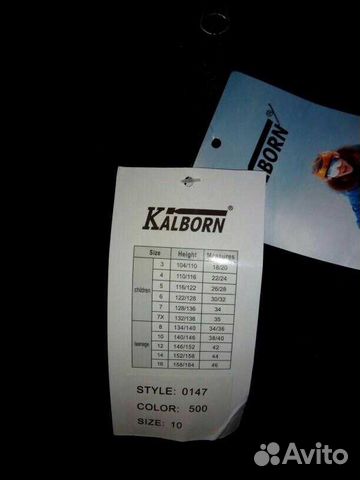 KALBORN®
KALBORN®
Size Height Measures
children
3 104/110 18/20
4 110/116 22/24
5 116/122 26/28
6 122/128 30/32
7 128/136 34
7X 132/138 35
teenage
8 134/140 34/36
10 140/146 38/40
12 146/152 42
14 152/158 44
16 158/164 46
STYLE: 0147
COLOR: 500
SIZE: 10
Avito